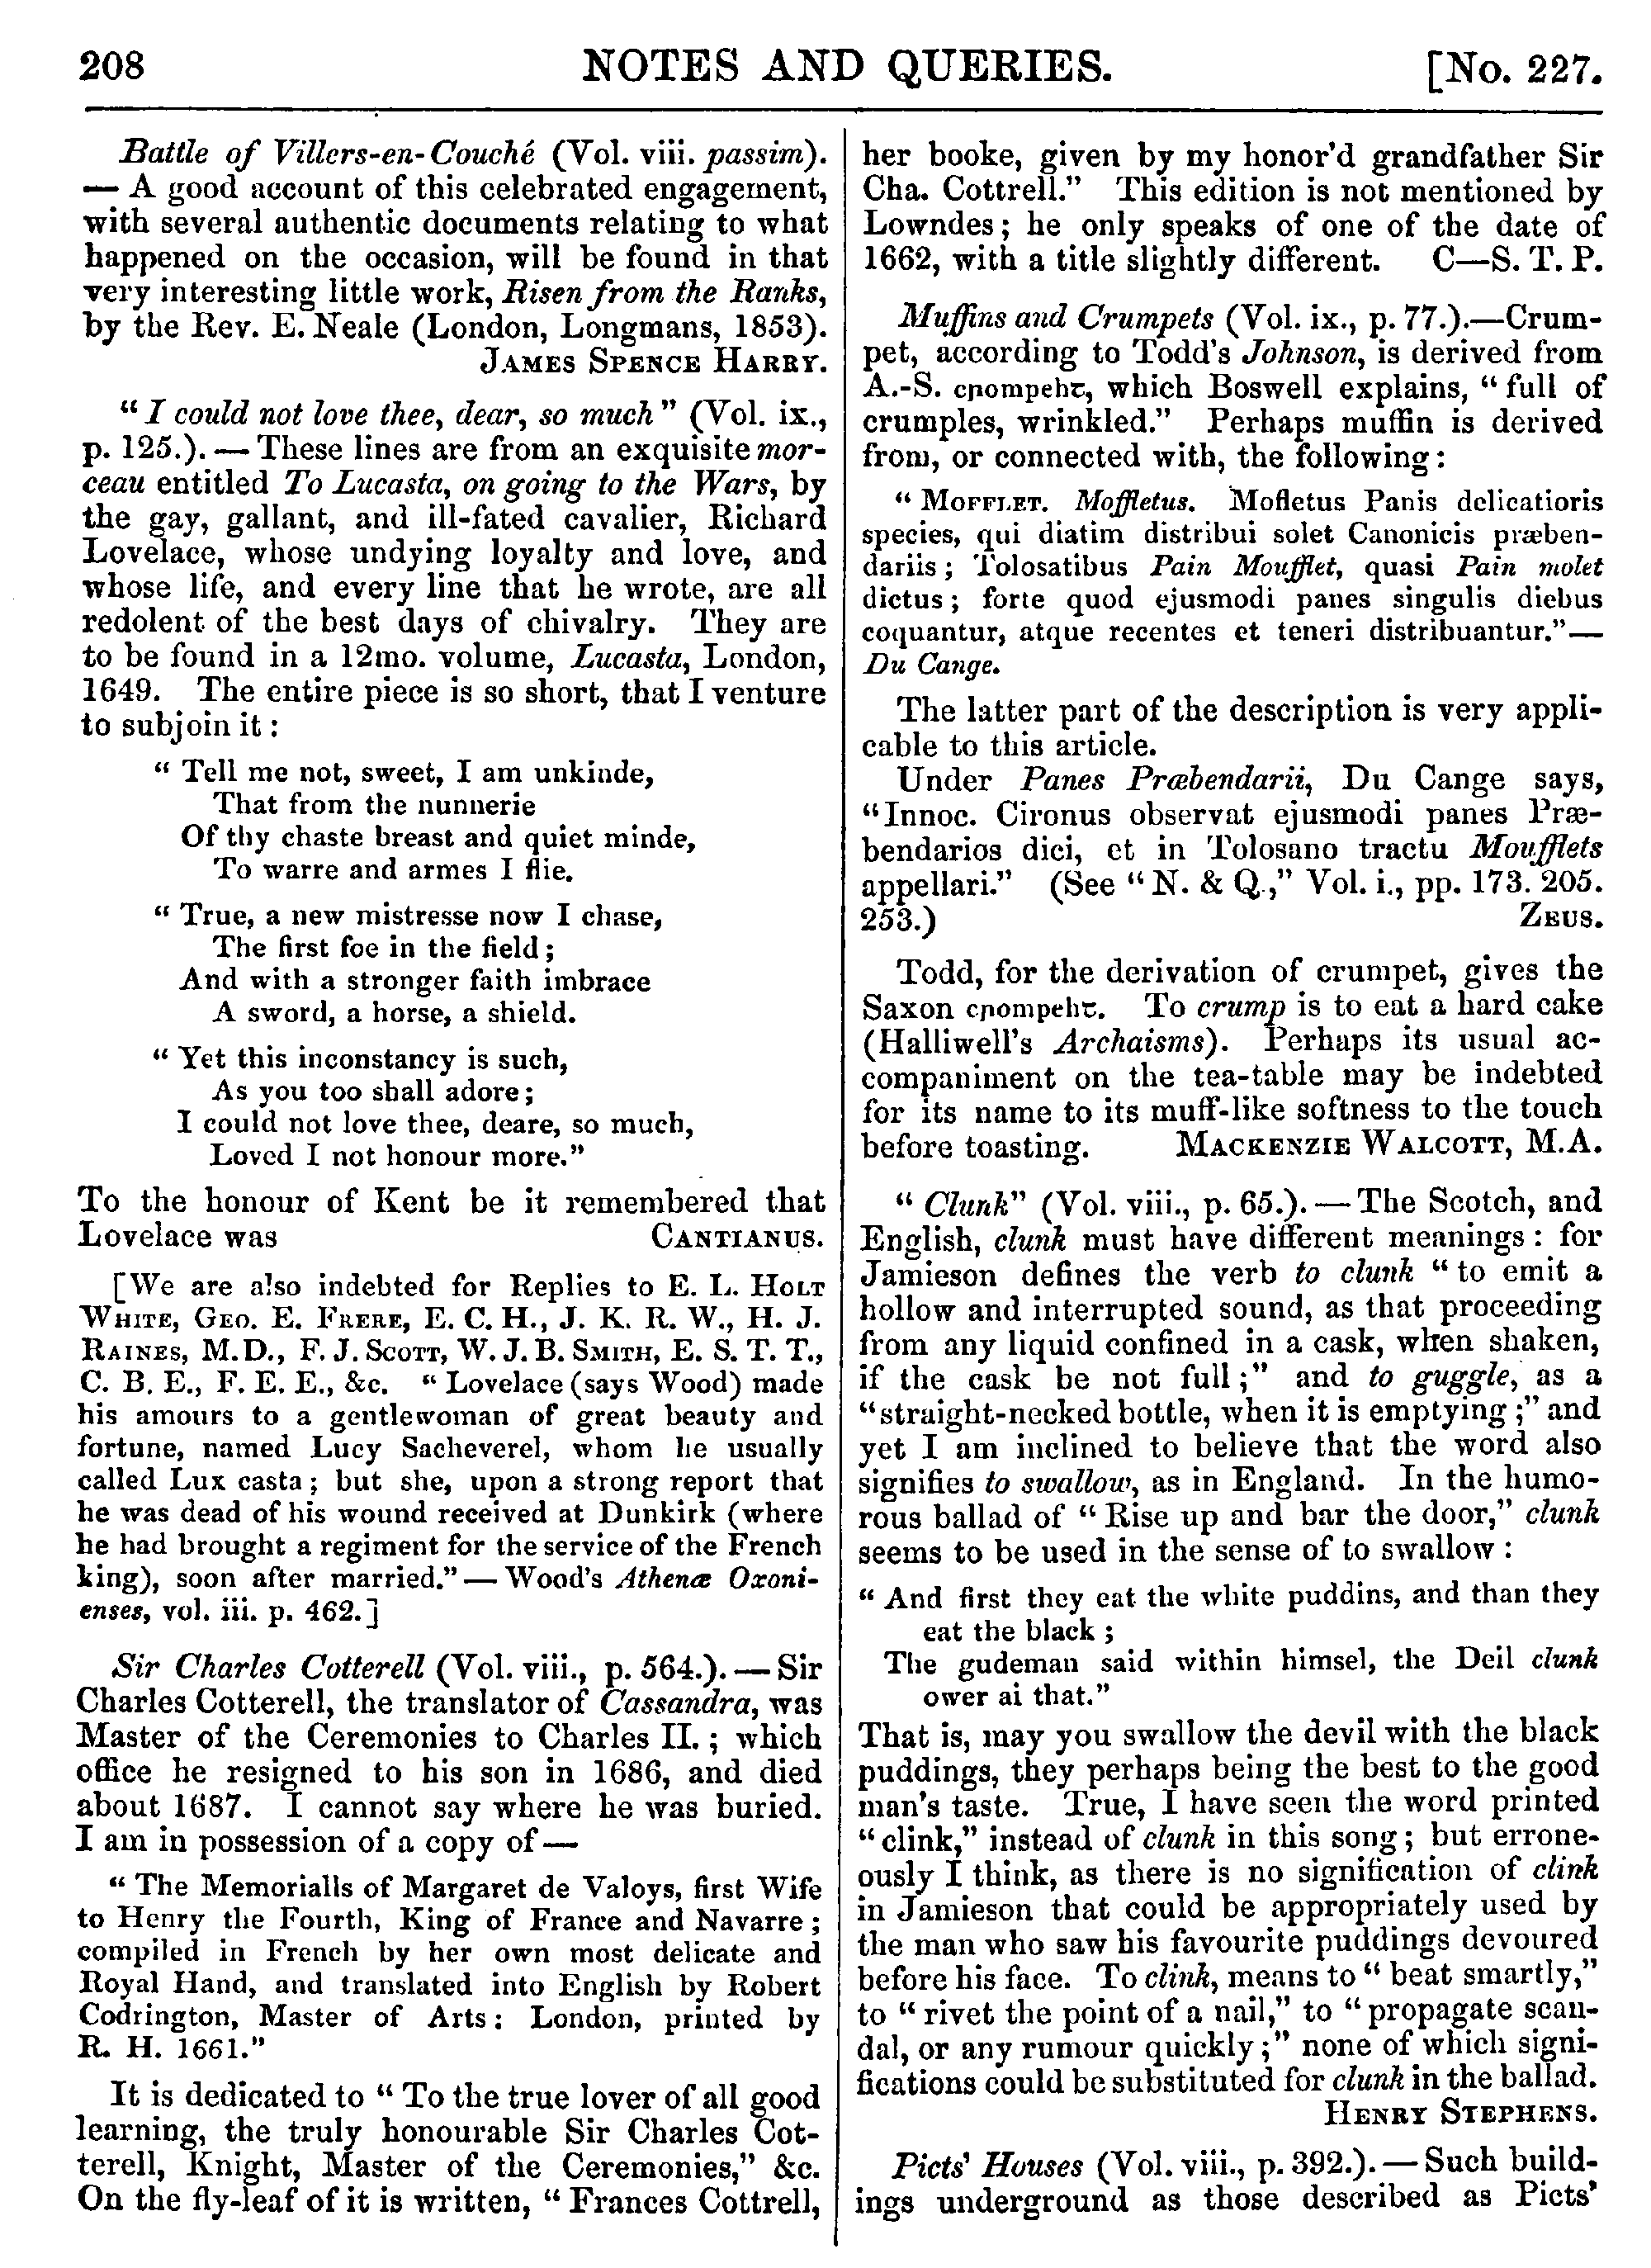 208 NOTES AND QUERIES. [No. 227.
Battle of Villers-en-Couché (Vol. viii. passim).
— A good account of this celebrated engagement,
with several authentic documents relating to what
happened on the occasion, will be found in that
very interesting little work, Risen from the Ranks,
by the Rev. E. Neale (London, Longmans, 1853).
JAMES SPENCE HARRY.
"I could not love thee, dear, so much" (Vol. ix.,
p. 125.). — These lines are from an exquisite mor-
ceau entitled To Lucasta, on going to the Wars, by
the gay, gallant, and ill-fated cavalier, Richard
Lovelace, whose undying loyalty and love, and
whose life, and every line that he wrote, are all
redolent of the best days of chivalry. They are
to be found in a 12mo. volume, Lucasta, London,
1649. The entire piece is so short, that I venture
to subjoin it:
"Tell me not, sweet, I am unkinde,
That from the nunnerie
Of thy chaste breast and quiet minde,
To warre and armes I flie.
"True, a new mistresse now I chase,
The first foe in the field;
And with a stronger faith imbrace
A sword, a horse, a shield.
"Yet this inconstancy is such,
As you too shall adore;
I could not love thee, deare, so much,
Loved I not honour more."
To the honour of Kent be it remembered that
Lovelace was CANTIANUS.
[We are also indebted for Replies to E. L. HOLT
WHITE, GEO. E. FRERE, E. C. H., J. K. R. W., H. J.
RAINES, M.D., F. J. SCOTT, W. J. B. SMITH, E. S. T. T.,
C. B. E., F. E. E., &c. "Lovelace (says Wood) made
his amours to a gentlewoman of great beauty and
fortune, named Lucy Sacheverel, whom he usually
called Lux casta; but she, upon a strong report that
he was dead of his wound received at Dunkirk (where
he had brought a regiment for the service of the French
king), soon after married." — Wood's Athenæ Oxoni-
enses, vol. iii. p. 462.]
Sir Charles Cotterell (Vol. viii., p. 564.). — Sir
Charles Cotterell, the translator of Cassandra, was
Master of the Ceremonies to Charles II.; which
office he resigned to his son in 1686, and died
about 1687. I cannot say where he was buried.
I am in possession of a copy of —
"The Memorialls of Margaret de Valoys, first Wife
to Henry the Fourth, King of France and Navarre;
compiled in French by her own most delicate and
Royal Hand, and translated into English by Robert
Codrington, Master of Arts: London, printed by
R. H. 1661."
It is dedicated to "To the true lover of all good
learning, the truly honourable Sir Charles Cot-
terell, Knight, Master of the Ceremonies," &c.
On the fly-leaf of it is written, "Frances Cottrell,
her booke, given by my honor'd grandfather Sir
Cha. Cottrell." This edition is not mentioned by
Lowndes; he only speaks of one of the date of
1662, with a title slightly different. C—S. T. P.
Muffins and Crumpets (Vol. ix., p. 77.).—Crum-
pet, according to Todd's Johnson, is derived from
A.-S. cꞃompehꞇ, which Boswell explains, "full of
crumples, wrinkled." Perhaps muffin is derived
from, or connected with, the following:
"MOFFLET. Moffletus. Mofletus Panis delicatioris
species, qui diatim distribui solet Canonicis præben-
dariis; Tolosatibus Pain Moufflet, quasi Pain molet
dictus; forte quod ejusmodi panes singulis diebus
coquantur, atque recentes et teneri distribuantur."—
Du Cange.
The latter part of the description is very appli-
cable to this article.
Under Panes Præbendarii, Du Cange says,
"Innoc. Cironus observat ejusmodi panes Præ-
bendarios dici, et in Tolosano tractu Moufflets
appellari." (See "N. & Q.," Vol. i., pp. 173. 205.
253.) ZEUS.
Todd, for the derivation of crumpet, gives the
Saxon cꞃompehꞇ. To crump is to eat a hard cake
(Halliwell's Archaisms). Perhaps its usual ac-
companiment on the tea-table may be indebted
for its name to its muff-like softness to the touch
before toasting. MACKENZIE WALCOTT, M.A.
"Clunk" (Vol. viii., p. 65.). — The Scotch, and
English, clunk must have different meanings: for
Jamieson defines the verb to clunk "to emit a
hollow and interrupted sound, as that proceeding
from any liquid confined in a cask, when shaken,
if the cask be not full;" and to guggle, as a
"straight-necked bottle, when it is emptying;" and
yet I am inclined to believe that the word also
signifies to swallow, as in England. In the humo-
rous ballad of "Rise up and bar the door," clunk
seems to be used in the sense of to swallow:
"And first they eat the white puddins, and than they
eat the black;
The gudeman said within himsel, the Deil clunk
ower ai that."
That is, may you swallow the devil with the black
puddings, they perhaps being the best to the good
man's taste. True, I have seen the word printed
"clink," instead of clunk in this song; but errone-
ously I think, as there is no signification of clink
in Jamieson that could be appropriately used by
the man who saw his favourite puddings devoured
before his face. To clink, means to "beat smartly,"
to "rivet the point of a nail," to "propagate scan-
dal, or any rumour quickly;" none of which signi-
fications could be substituted for clunk in the ballad.
HENRY STEPHENS.
Picts' Houses (Vol. viii., p. 392.). — Such build-
ings underground as those described as Picts'